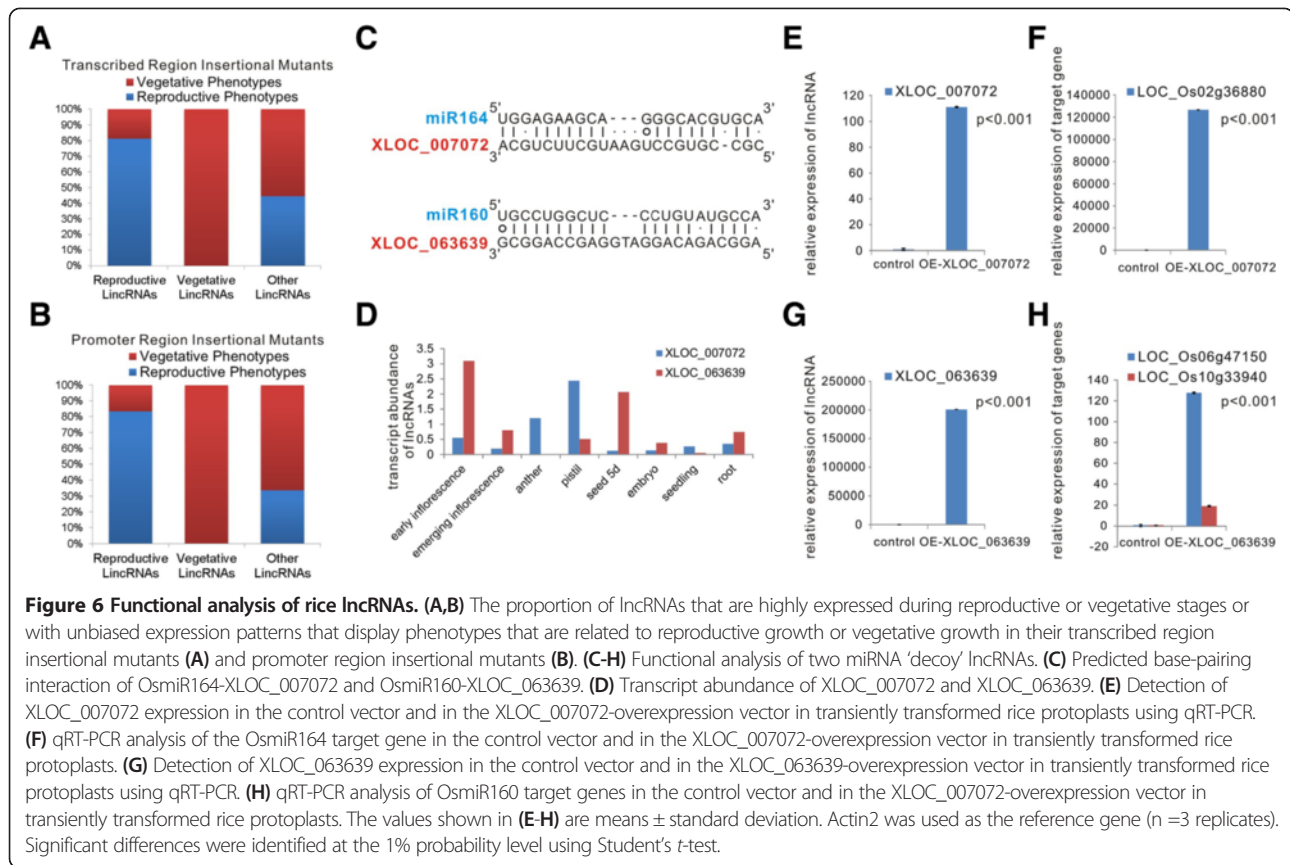 A
Transcribed Region Insertional Mutants
Vegetative Phenotypes
Reproductive Phenotypes
100%
90%
80%
70%
60%
50%
40%
30%
20%
10%
0%
Reproductive LincRNAs
Vegetative LincRNAs
Other LincRNAs
B
Promoter Region Insertional Mutants
Vegetative Phenotypes
Reproductive Phenotypes
100%
90%
80%
70%
60%
50%
40%
30%
20%
10%
0%
Reproductive LincRNAs
Vegetative LincRNAs
Other LincRNAs
C
5' 3'
miR164 UGGAGAAGCA---GGGCACGUGCA
XLOC_007072 ACGUCUUCGUAAGUCCGUGC-CGC
3' 5'
5' 3'
miR160 UGCCUGGCUC---CCUGUAUGCCA
XLOC_063639 GCGGACCGAGGTAGGACAGACGGA
3' 5'
D
transcript abundance of lncRNAs
3.5
3
2.5
2
1.5
1
0.5
0
XLOC_007072
XLOC_063639
early inflorescence
emerging inflorescence
anther
pistil
seed 5d
embryo
seedling
root
E
relative expression of lncRNA
120
100
80
60
40
20
0
XLOC_007072
p<0.001
control OE-XLOC_007072
F
relative expression of target gene
140000
120000
100000
80000
60000
40000
20000
0
LOC_Os02g36880
p<0.001
control OE-XLOC_007072
G
relative expression of lncRNA
250000
200000
150000
100000
50000
0
XLOC_063639
p<0.001
control OE-XLOC_063639
H
relative expression of target genes
LOC_Os06g47150
LOC_Os10g33940
140
120
100
80
60
40
20
0
-20
p<0.001
control OE-XLOC_063639
Figure 6 Functional analysis of rice lncRNAs. (A,B) The proportion of lncRNAs that are highly expressed during reproductive or vegetative stages or
with unbiased expression patterns that display phenotypes that are related to reproductive growth or vegetative growth in their transcribed region
insertional mutants (A) and promoter region insertional mutants (B). (C-H) Functional analysis of two miRNA ‘decoy’ lncRNAs. (C) Predicted base-pairing
interaction of OsmiR164-XLOC_007072 and OsmiR160-XLOC_063639. (D) Transcript abundance of XLOC_007072 and XLOC_063639. (E) Detection of
XLOC_007072 expression in the control vector and in the XLOC_007072-overexpression vector in transiently transformed rice protoplasts using qRT-PCR.
(F) qRT-PCR analysis of the OsmiR164 target gene in the control vector and in the XLOC_007072-overexpression vector in transiently transformed rice
protoplasts. (G) Detection of XLOC_063639 expression in the control vector and in the XLOC_063639-overexpression vector in transiently transformed rice
protoplasts using qRT-PCR. (H) qRT-PCR analysis of OsmiR160 target genes in the control vector and in the XLOC_007072-overexpression vector in
transiently transformed rice protoplasts. The values shown in (E-H) are means ± standard deviation. Actin2 was used as the reference gene (n =3 replicates).
Significant differences were identified at the 1% probability level using Student’s t-test.